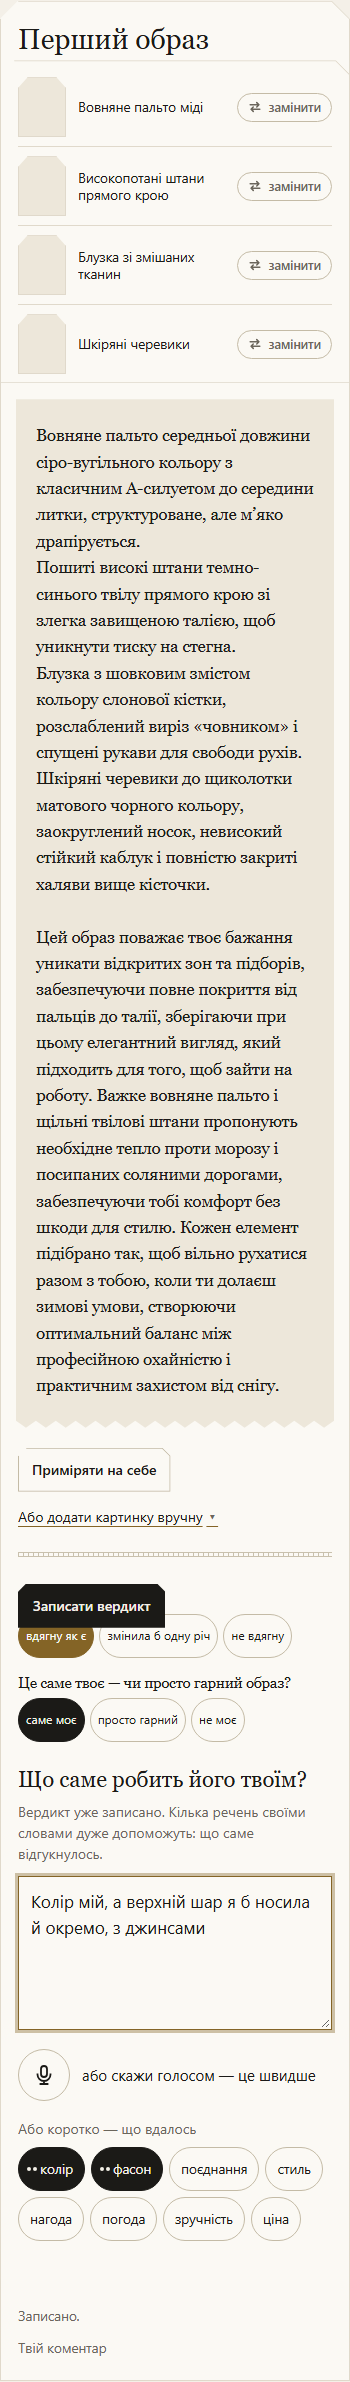 Перший образ
Вовняне пальто міді
замінити
Високопотані штани
прямого крою
замінити
Блузка зі змішаних
тканин
замінити
Шкіряні черевики
замінити
Вовняне пальто середньої довжини
сіро-вугільного кольору з
класичним А-силуетом до середини
литки, структуроване, але м’яко
драпірується.
Пошиті високі штани темно-
синього твілу прямого крою зі
злегка завищеною талією, щоб
уникнути тиску на стегна.
Блузка з шовковим змістом
кольору слонової кістки,
розслаблений виріз «човником» і
спущені рукави для свободи рухів.
Шкіряні черевики до щиколотки
матового чорного кольору,
заокруглений носок, невисокий
стійкий каблук і повністю закриті
халяви вище кісточки.
Цей образ поважає твоє бажання
уникати відкритих зон та підборів,
забезпечуючи повне покриття від
пальців до талії, зберігаючи при
цьому елегантний вигляд, який
підходить для того, щоб зайти на
роботу. Важке вовняне пальто і
щільні твілові штани пропонують
необхідне тепло проти морозу і
посипаних соляними дорогами,
забезпечуючи тобі комфорт без
шкоди для стилю. Кожен елемент
підібрано так, щоб вільно рухатися
разом з тобою, коли ти долаєш
зимові умови, створюючи
оптимальний баланс між
професійною охайністю і
практичним захистом від снігу.
Приміряти на себе
Або додати картинку вручну
Записати вердикт
вдягну як є
змінила б одну річ
не вдягну
Це саме твоє — чи просто гарний образ?
саме моє
просто гарний
не моє
Що саме робить його твоїм?
Вердикт уже записано. Кілька речень своїми
словами дуже допоможуть: що саме
відгукнулось.
Колір мій, а верхній шар я б носила
й окремо, з джинсами
або скажи голосом — це швидше
Або коротко — що вдалось
колір
фасон
поєднання
стиль
нагода
погода
зручність
ціна
Записано.
Твій коментар